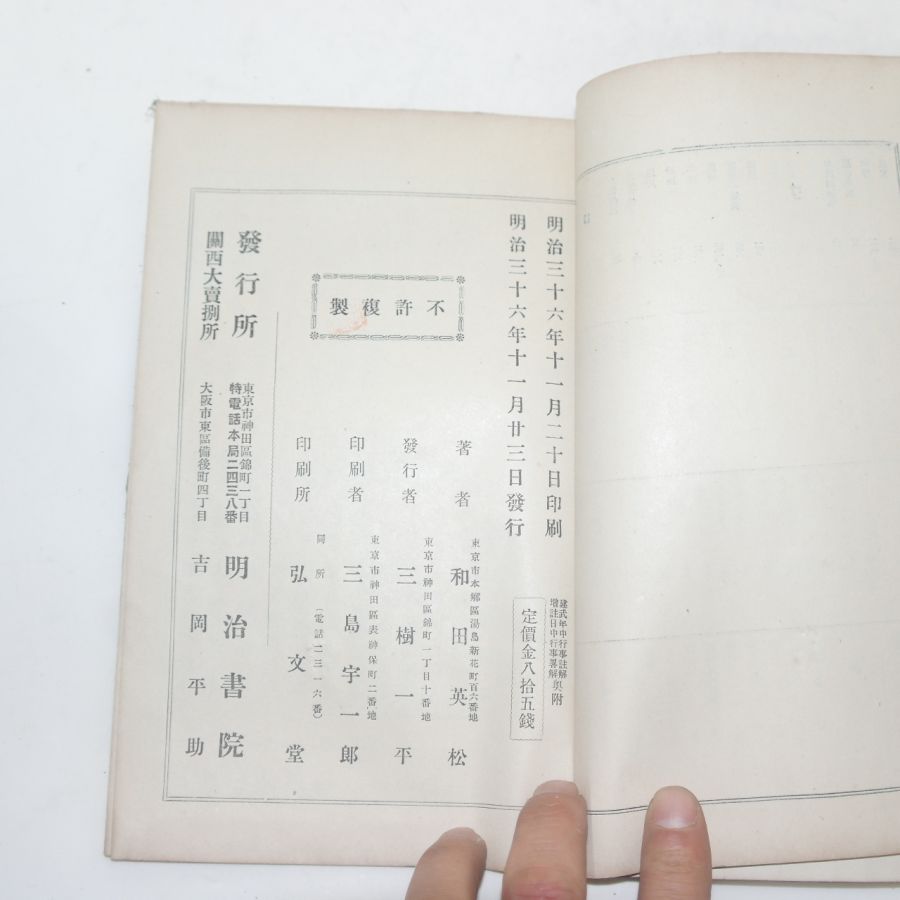 明治三十六年十一月二十日印刷
明治三十六年十一月廿三日發行
建武年中行事註解
增註日中行事畧解
奥附
定價金八拾五錢
不許複製
著者
東京市本郷區湯島新花町百六番地
和田英松
發行者
東京市神田區錦町一丁目十番地
三樹一平
印刷者
東京市神田區表神保町二番地
三島宇一郎
印刷所
同所
(電話二三一六番)
弘文堂
發行所
東京市神田區錦町一丁目
特電話本局二四三八番
明治書院
關西大賣捌所
大阪市東區備後町四丁目
吉岡平助